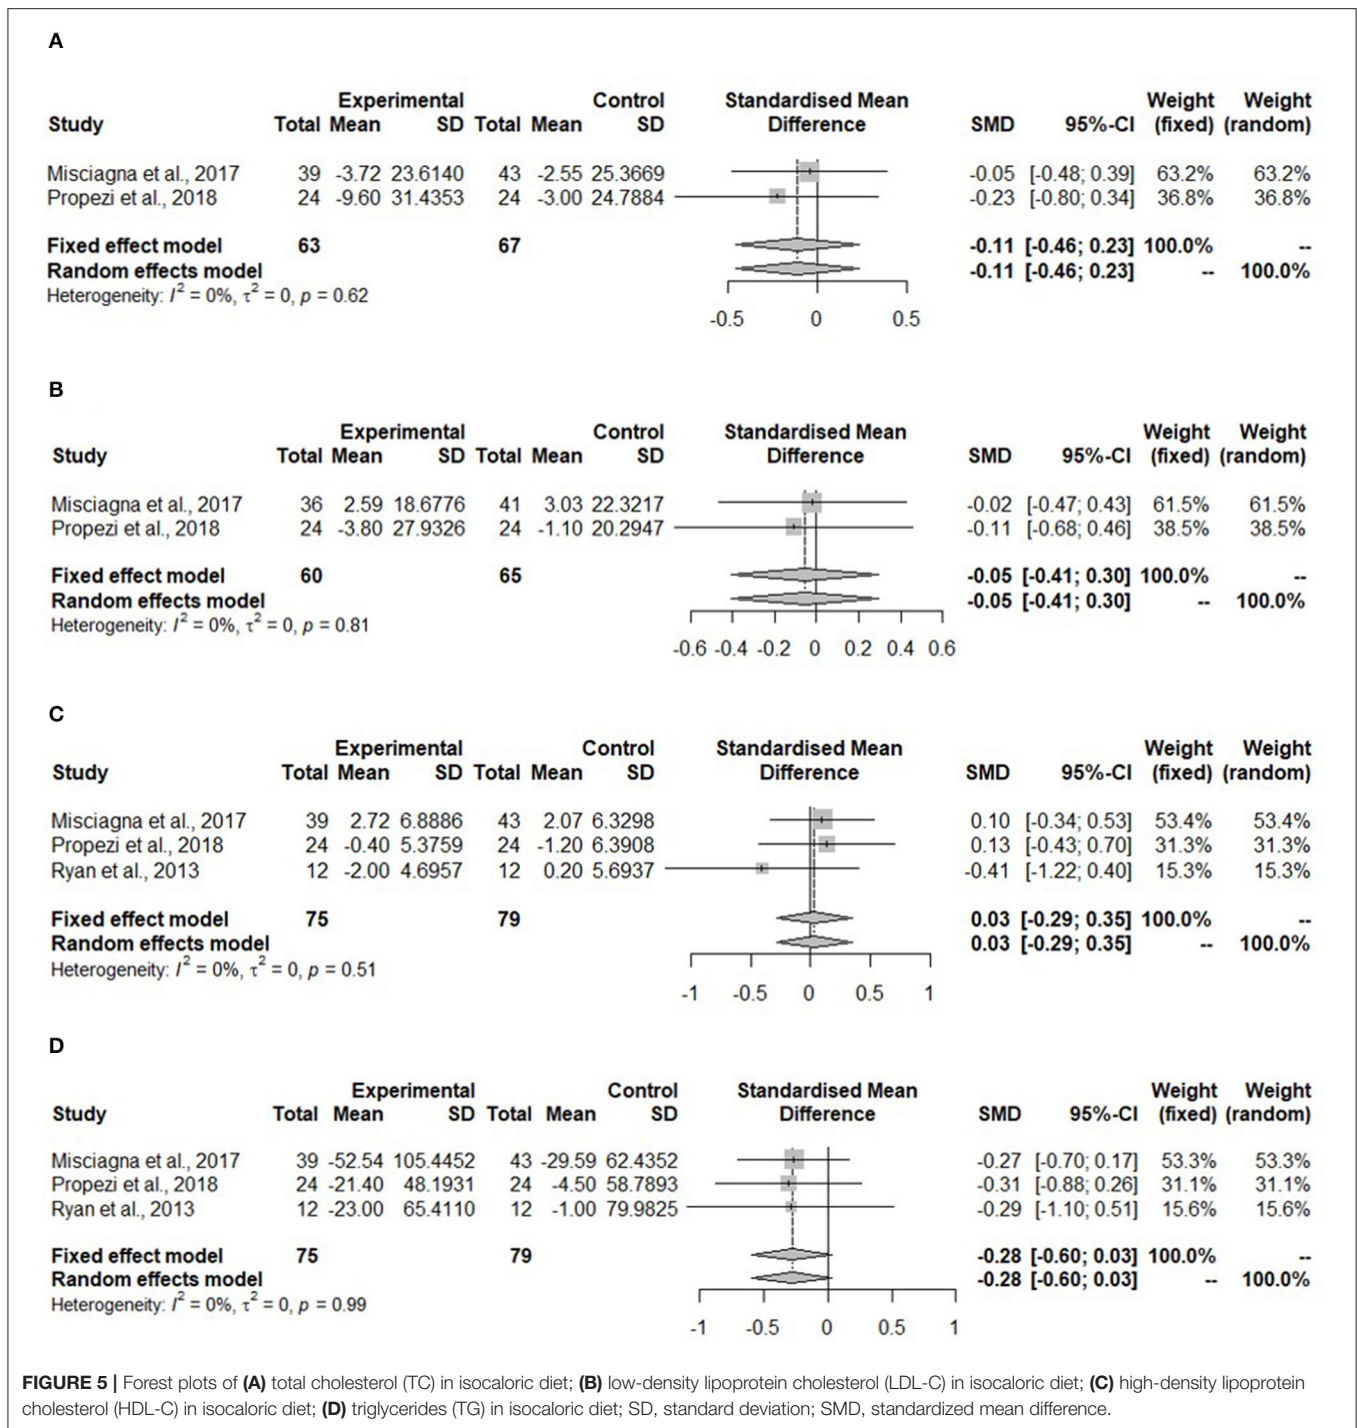 A
Experimental Control Standardised Mean Weight Weight
Study Total Mean SD Total Mean SD Difference SMD 95%-CI (fixed) (random)
Misciagna et al., 2017 39 -3.72 23.6140 43 -2.55 25.3669 -0.05 [-0.48; 0.39] 63.2% 63.2%
Propezi et al., 2018 24 -9.60 31.4353 24 -3.00 24.7884 -0.23 [-0.80; 0.34] 36.8% 36.8%
Fixed effect model 63 67 -0.11 [-0.46; 0.23] 100.0% --
Random effects model -0.11 [-0.46; 0.23] -- 100.0%
Heterogeneity: I² = 0%, τ² = 0, p = 0.62
-0.5 0 0.5
B
Experimental Control Standardised Mean Weight Weight
Study Total Mean SD Total Mean SD Difference SMD 95%-CI (fixed) (random)
Misciagna et al., 2017 36 2.59 18.6776 41 3.03 22.3217 -0.02 [-0.47; 0.43] 61.5% 61.5%
Propezi et al., 2018 24 -3.80 27.9326 24 -1.10 20.2947 -0.11 [-0.68; 0.46] 38.5% 38.5%
Fixed effect model 60 65 -0.05 [-0.41; 0.30] 100.0% --
Random effects model -0.05 [-0.41; 0.30] -- 100.0%
Heterogeneity: I² = 0%, τ² = 0, p = 0.81
-0.6 -0.4 -0.2 0 0.2 0.4 0.6
C
Experimental Control Standardised Mean Weight Weight
Study Total Mean SD Total Mean SD Difference SMD 95%-CI (fixed) (random)
Misciagna et al., 2017 39 2.72 6.8886 43 2.07 6.3298 0.10 [-0.34; 0.53] 53.4% 53.4%
Propezi et al., 2018 24 -0.40 5.3759 24 -1.20 6.3908 0.13 [-0.43; 0.70] 31.3% 31.3%
Ryan et al., 2013 12 -2.00 4.6957 12 0.20 5.6937 -0.41 [-1.22; 0.40] 15.3% 15.3%
Fixed effect model 75 79 0.03 [-0.29; 0.35] 100.0% --
Random effects model 0.03 [-0.29; 0.35] -- 100.0%
Heterogeneity: I² = 0%, τ² = 0, p = 0.51
-1 -0.5 0 0.5 1
D
Experimental Control Standardised Mean Weight Weight
Study Total Mean SD Total Mean SD Difference SMD 95%-CI (fixed) (random)
Misciagna et al., 2017 39 -52.54 105.4452 43 -29.59 62.4352 -0.27 [-0.70; 0.17] 53.3% 53.3%
Propezi et al., 2018 24 -21.40 48.1931 24 -4.50 58.7893 -0.31 [-0.88; 0.26] 31.1% 31.1%
Ryan et al., 2013 12 -23.00 65.4110 12 -1.00 79.9825 -0.29 [-1.10; 0.51] 15.6% 15.6%
Fixed effect model 75 79 -0.28 [-0.60; 0.03] 100.0% --
Random effects model -0.28 [-0.60; 0.03] -- 100.0%
Heterogeneity: I² = 0%, τ² = 0, p = 0.99
-1 -0.5 0 0.5 1
FIGURE 5 | Forest plots of (A) total cholesterol (TC) in isocaloric diet; (B) low-density lipoprotein cholesterol (LDL-C) in isocaloric diet; (C) high-density lipoprotein
cholesterol (HDL-C) in isocaloric diet; (D) triglycerides (TG) in isocaloric diet; SD, standard deviation; SMD, standardized mean difference.